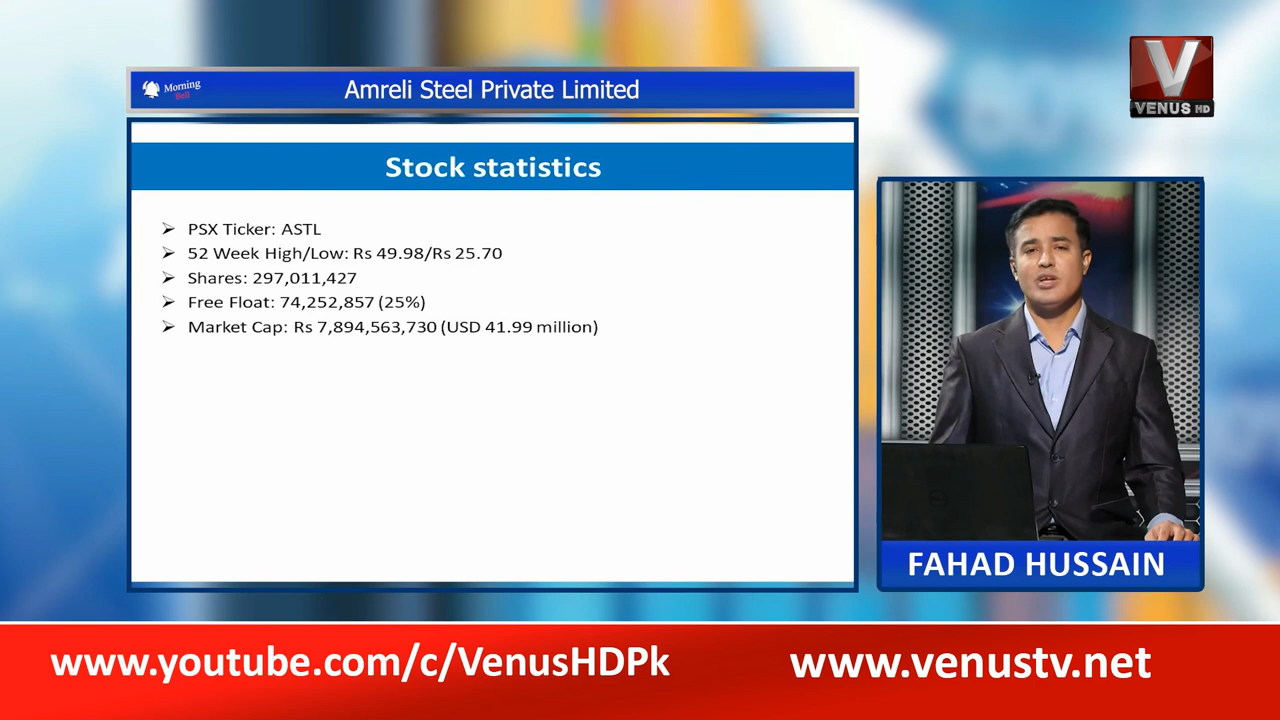 Morning
Bell
Amreli Steel Private Limited
VENUS HD
Stock statistics
PSX Ticker: ASTL
52 Week High/Low: Rs 49.98/Rs 25.70
Shares: 297,011,427
Free Float: 74,252,857 (25%)
Market Cap: Rs 7,894,563,730 (USD 41.99 million)
FAHAD HUSSAIN
www.youtube.com/c/VenusHDPk
www.venustv.net